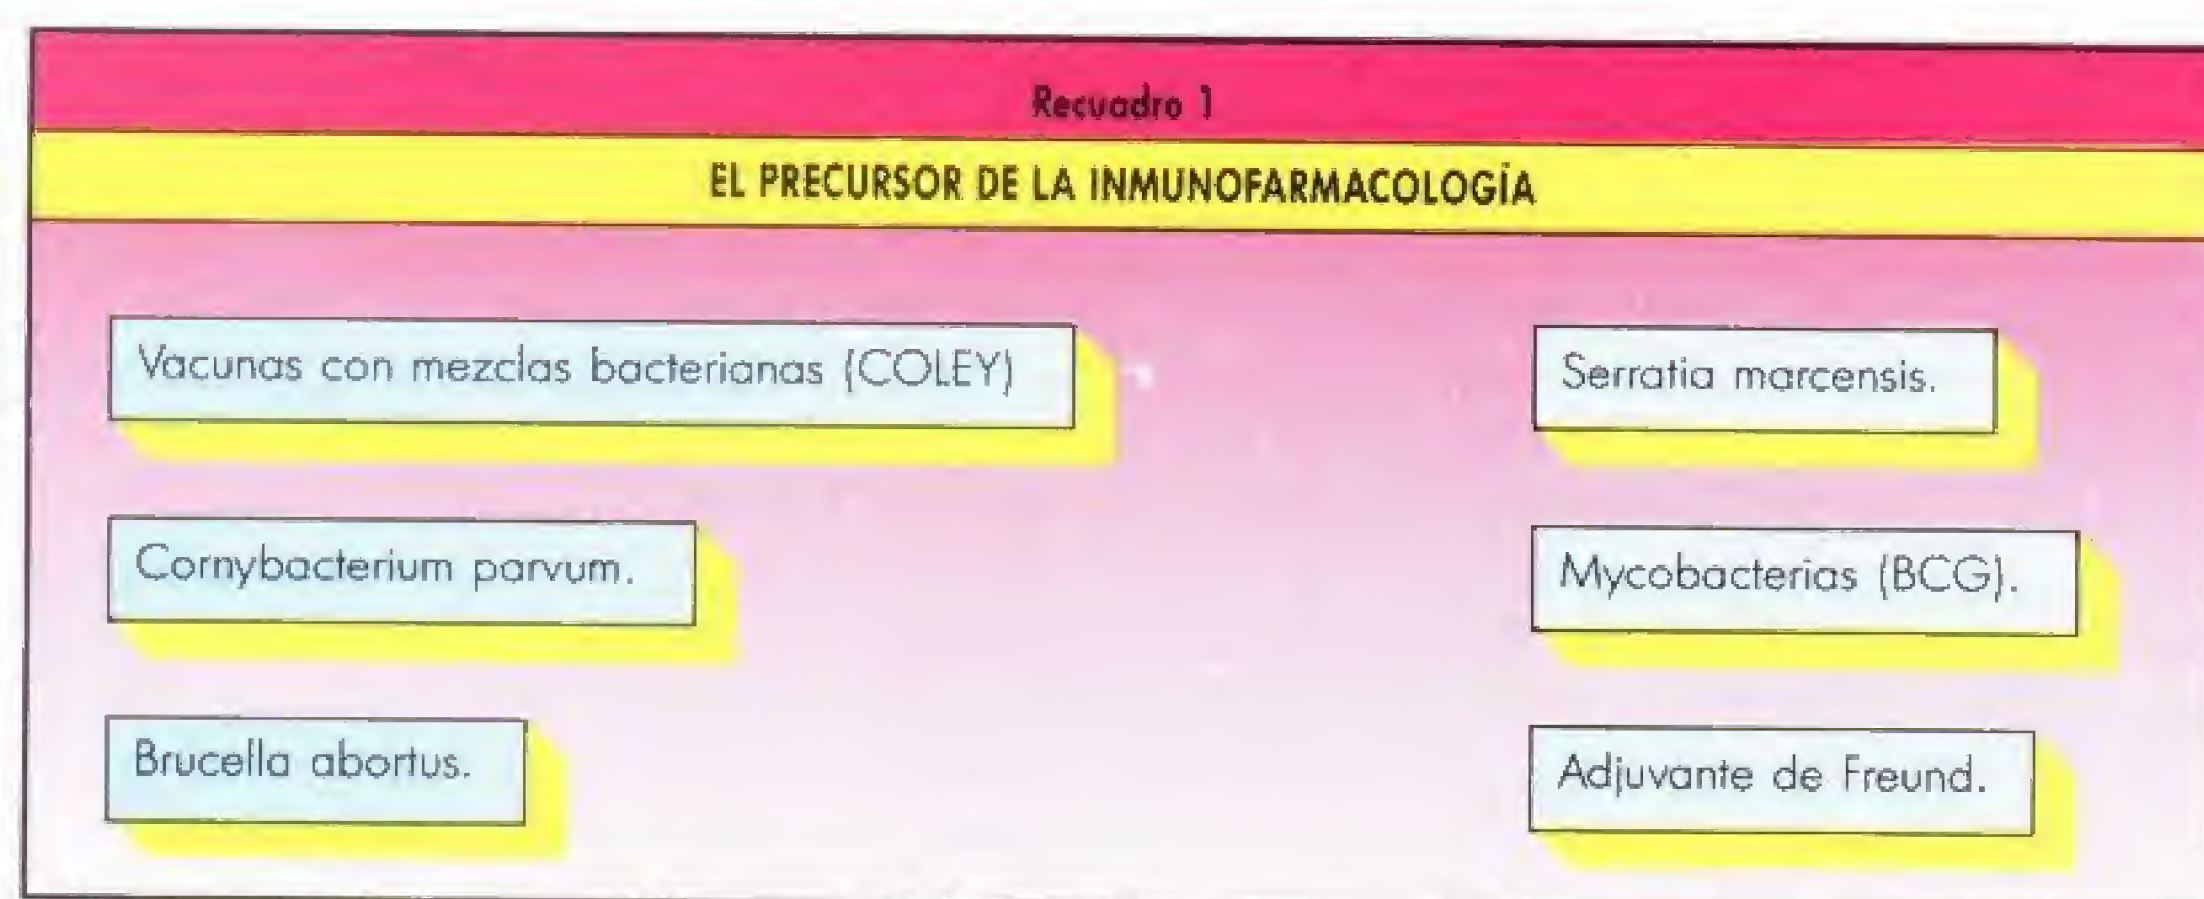 Recuadro 1
EL PRECURSOR DE LA INMUNOFARMACOLOGÍA
Vacunas con mezclas bacterianas (COLEY)
Serratia marcensis.
Cornybacterium parvum.
Mycobacterias (BCG).
Brucella abortus.
Adjuvante de Freund.